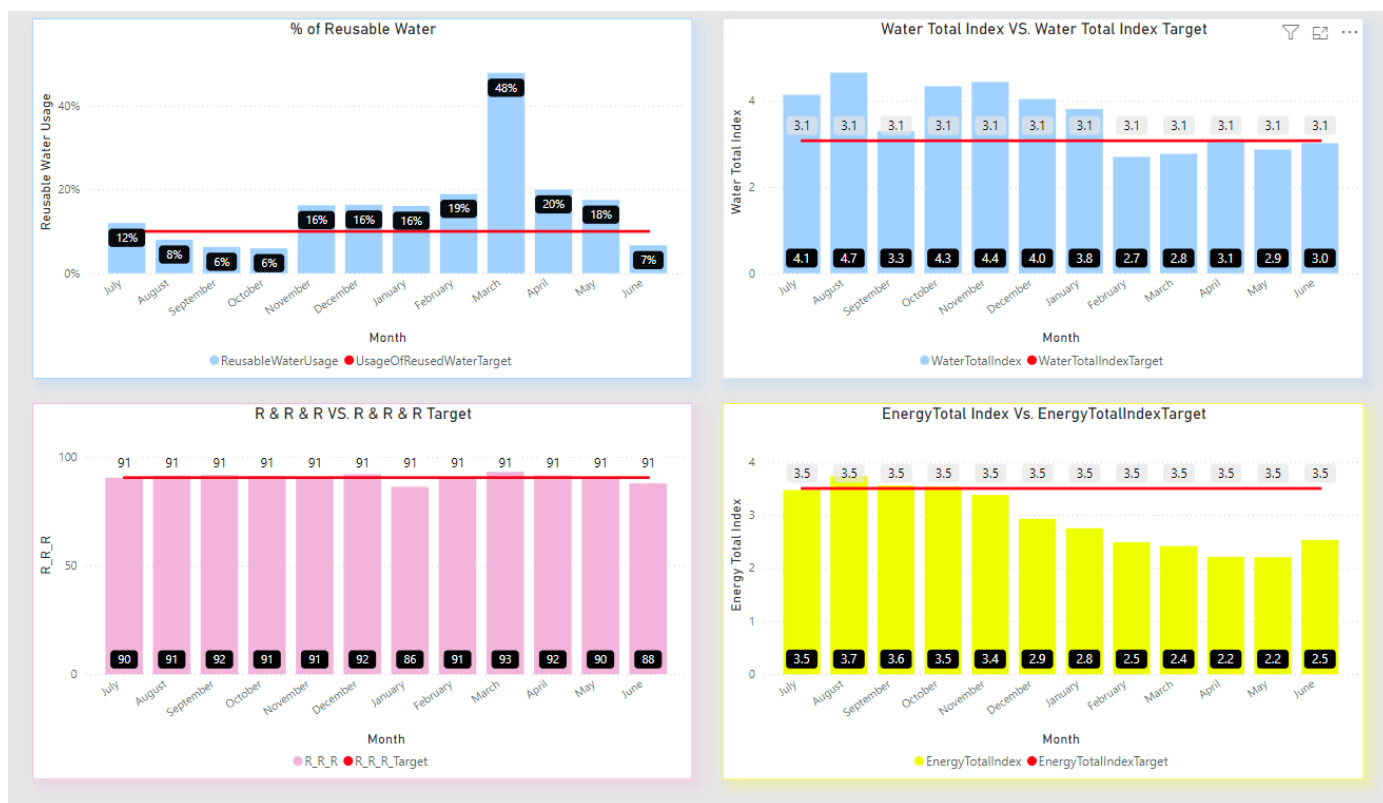 % of Reusable Water
Reusable Water Usage
40%
20%
0%
12%
8%
6%
6%
16%
16%
16%
19%
48%
20%
18%
7%
July
August
September
October
November
December
January
February
March
April
May
June
Month
ReusableWaterUsage UsageOfReusedWaterTarget
Water Total Index VS. Water Total Index Target
Water Total Index
4
2
0
3.1 3.1 3.1 3.1 3.1 3.1 3.1 3.1 3.1 3.1 3.1 3.1
4.1 4.7 3.3 4.3 4.4 4.0 3.8 2.7 2.8 3.1 2.9 3.0
July
August
September
October
November
December
January
February
March
April
May
June
Month
WaterTotalIndex WaterTotalIndexTarget
R & R & R VS. R & R & R Target
R_R_R
100
50
0
91 91 91 91 91 91 91 91 91 91 91 91
90 91 92 91 91 92 86 91 93 92 90 88
July
August
September
October
November
December
January
February
March
April
May
June
Month
R_R_R R_R_R_Target
EnergyTotal Index Vs. EnergyTotalIndexTarget
Energy Total Index
4
3
2
1
0
3.5 3.5 3.5 3.5 3.5 3.5 3.5 3.5 3.5 3.5 3.5 3.5
3.5 3.7 3.6 3.5 3.4 2.9 2.8 2.5 2.4 2.2 2.2 2.5
July
August
September
October
November
December
January
February
March
April
May
June
Month
EnergyTotalIndex EnergyTotalIndexTarget